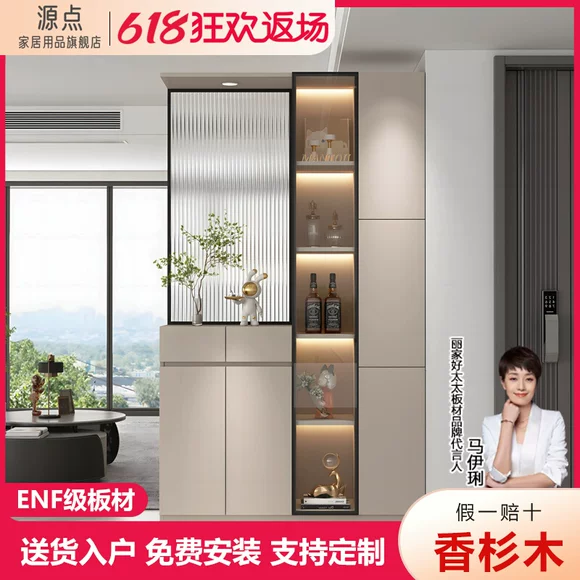 源点
家居用品旗舰店
618狂欢返场
丽家好太太板材品牌代言人
马伊琍
ENF级板材
假一赔十
送货入户 免费安装 支持定制
香杉木